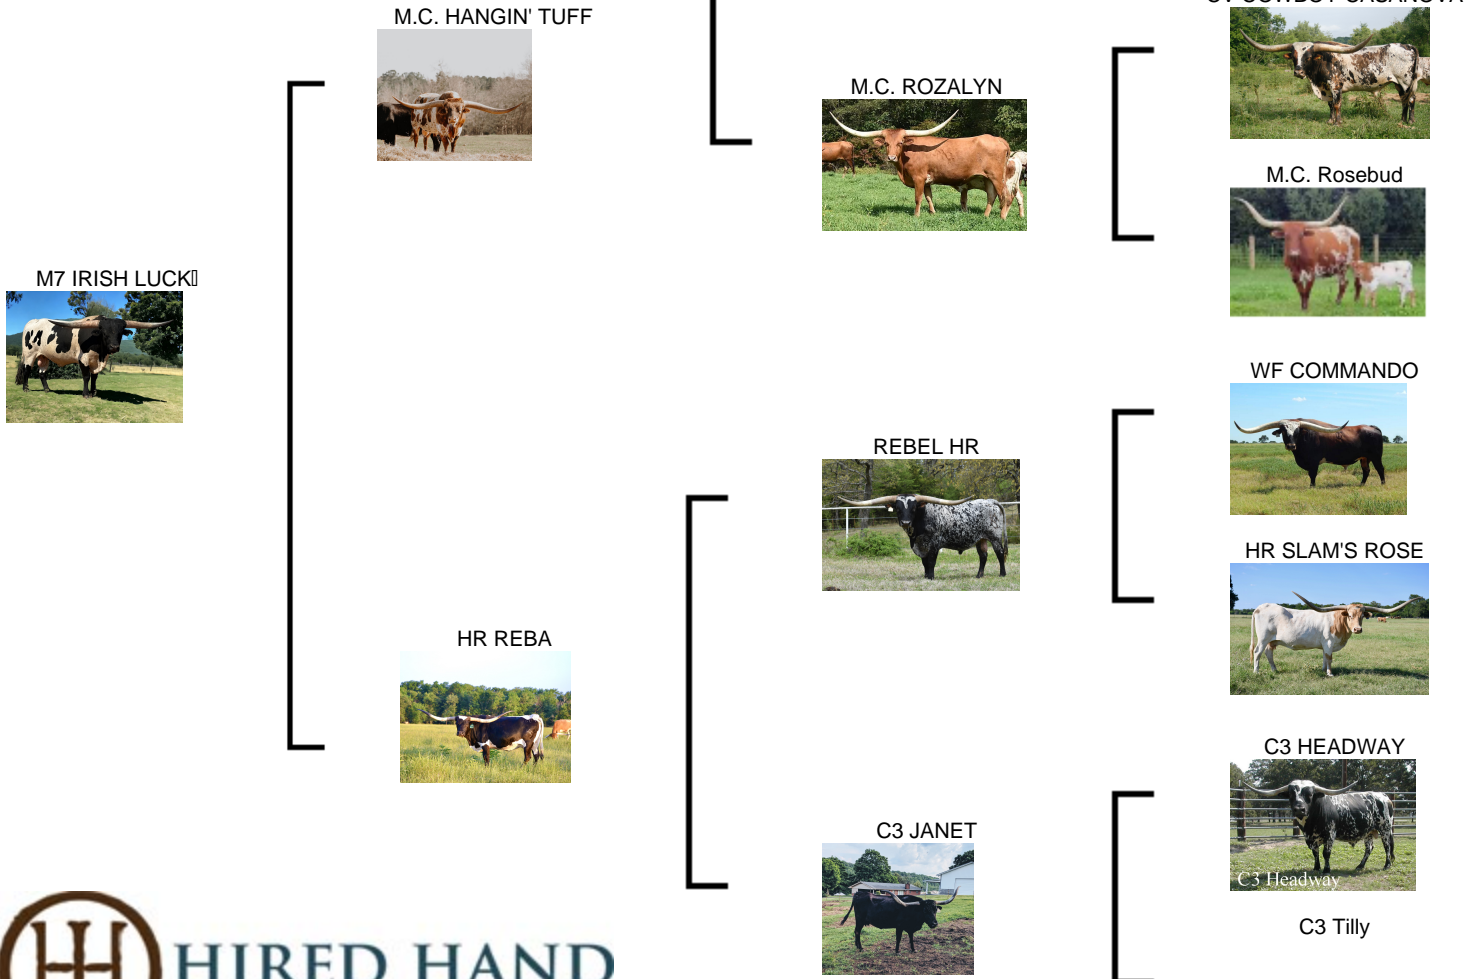 M.C. HANGIN' TUFF
M.C. ROZALYN
M.C. Rosebud
M7 IRISH LUCK
WF COMMANDO
REBEL HR
HR SLAM'S ROSE
HR REBA
C3 HEADWAY
C3 Headway
C3 JANET
C3 Tilly
HIRED HAND